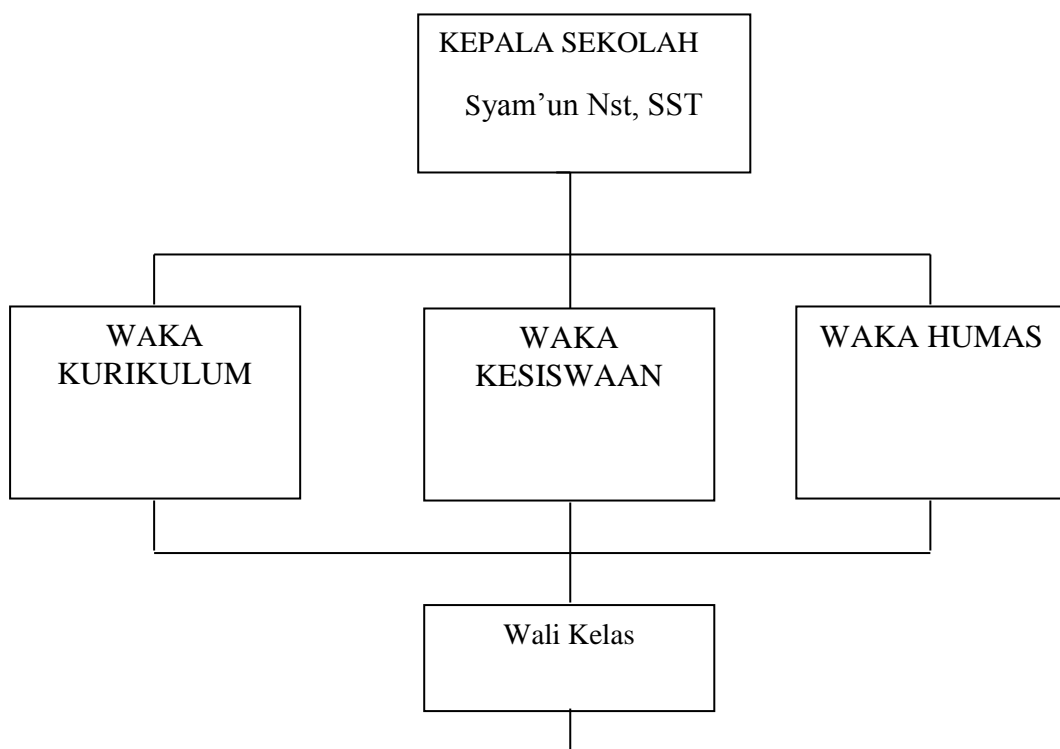 KEPALA SEKOLAH
Syam’un Nst, SST
WAKA
KURIKULUM
WAKA
KESISWAAN
WAKA HUMAS
Wali Kelas